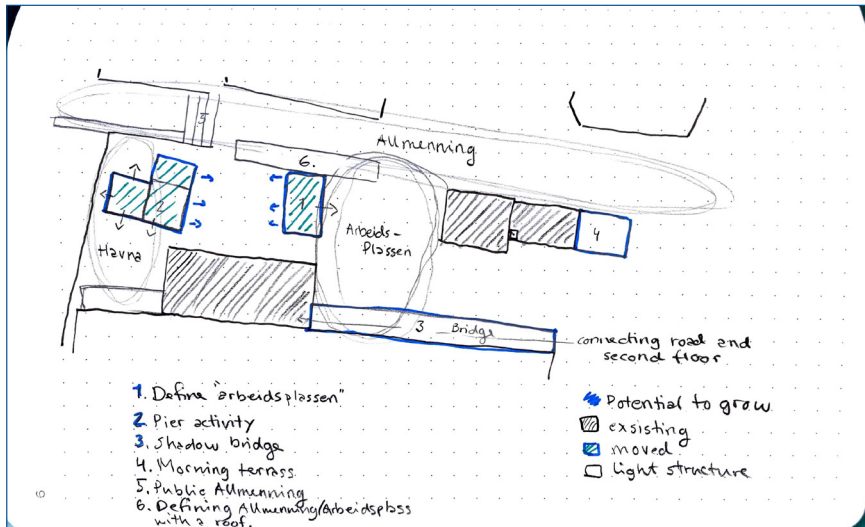 5
Allmenning
6.
1
2
4
Arbeids-
Plassen
Havna
3 Bridge
connecting road and
second floor.
1. Define "arbeidsplassen"
2 Pier activity
3. Shadow bridge
4. Morning terrass
5. Public Allmenning
6. Defining Allmenning/Arbeidsplass
with a roof.
Potential to grow
exsisting
moved
light structure